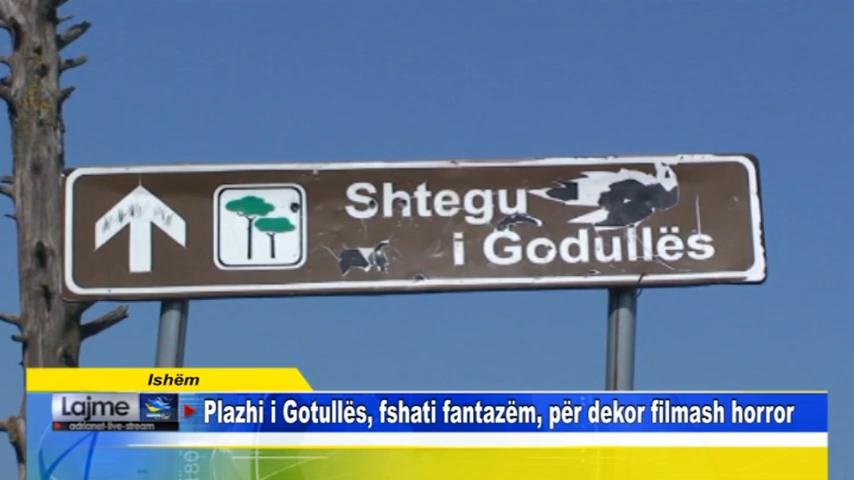 Shtegu
i Godullës
Ishëm
Lajme
adrianet-live-stream
Plazhi i Gotullës, fshati fantazëm, për dekor filmash horror